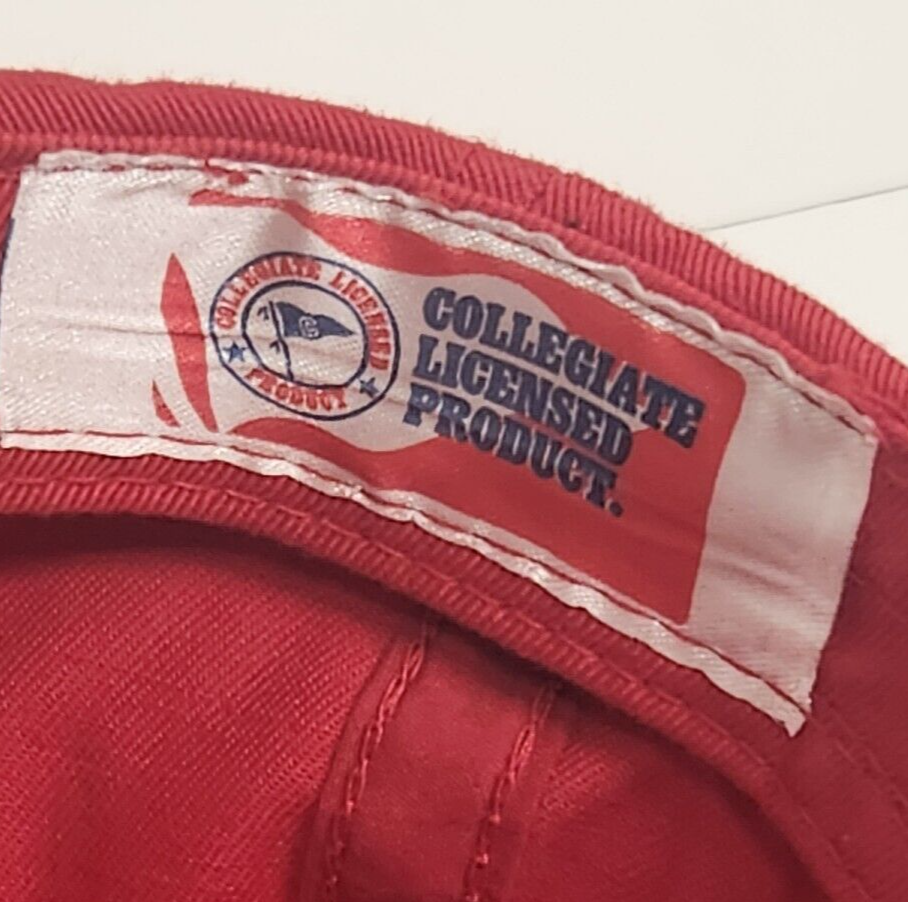 COLLEGIATE LICENSED
PRODUCT
COLLEGIATE
LICENSED
PRODUCT.